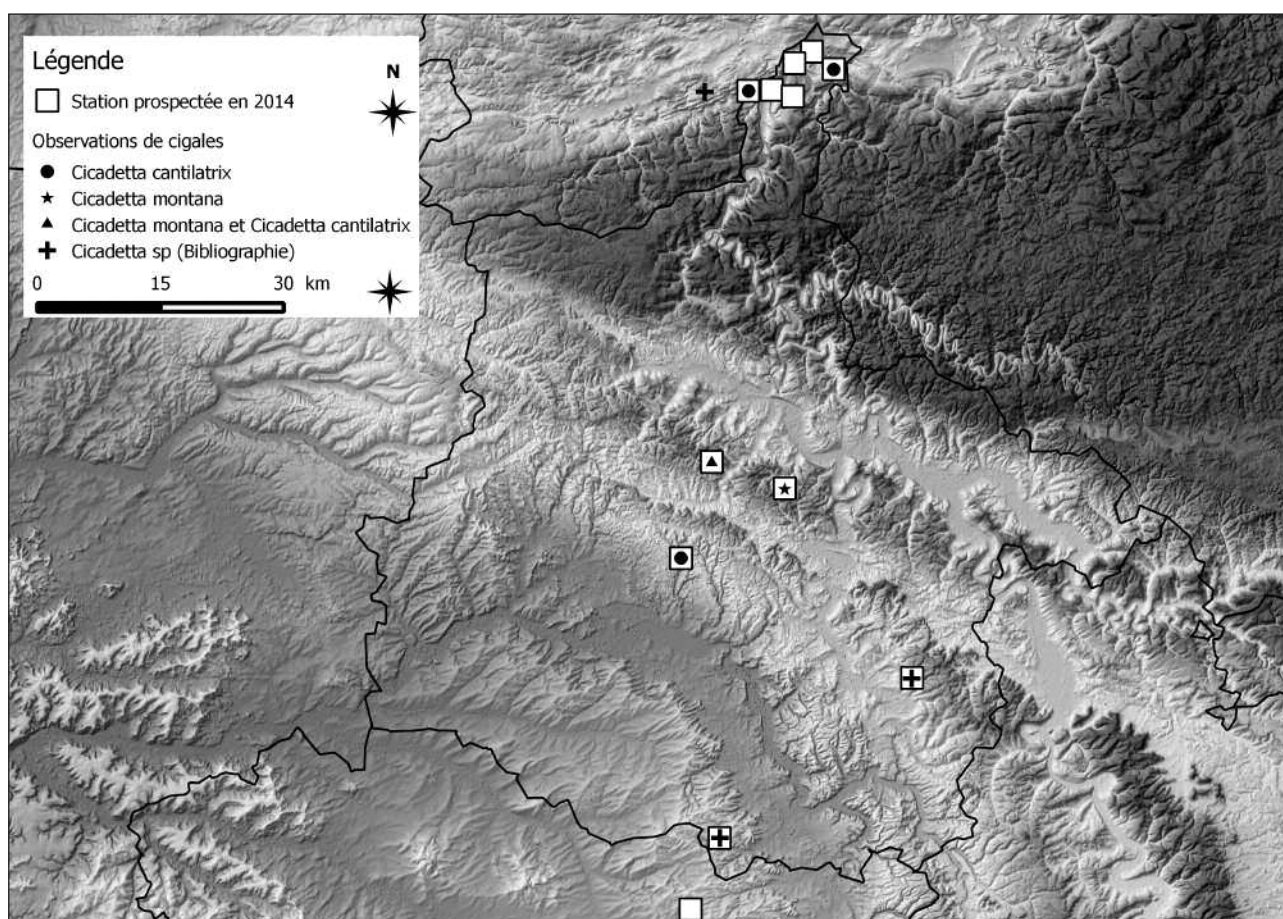 Légende
N
Station prospectée en 2014
Observations de cigales
Cicadetta cantilatrix
Cicadetta montana
Cicadetta montana et Cicadetta cantilatrix
Cicadetta sp (Bibliographie)
0 15 30 km